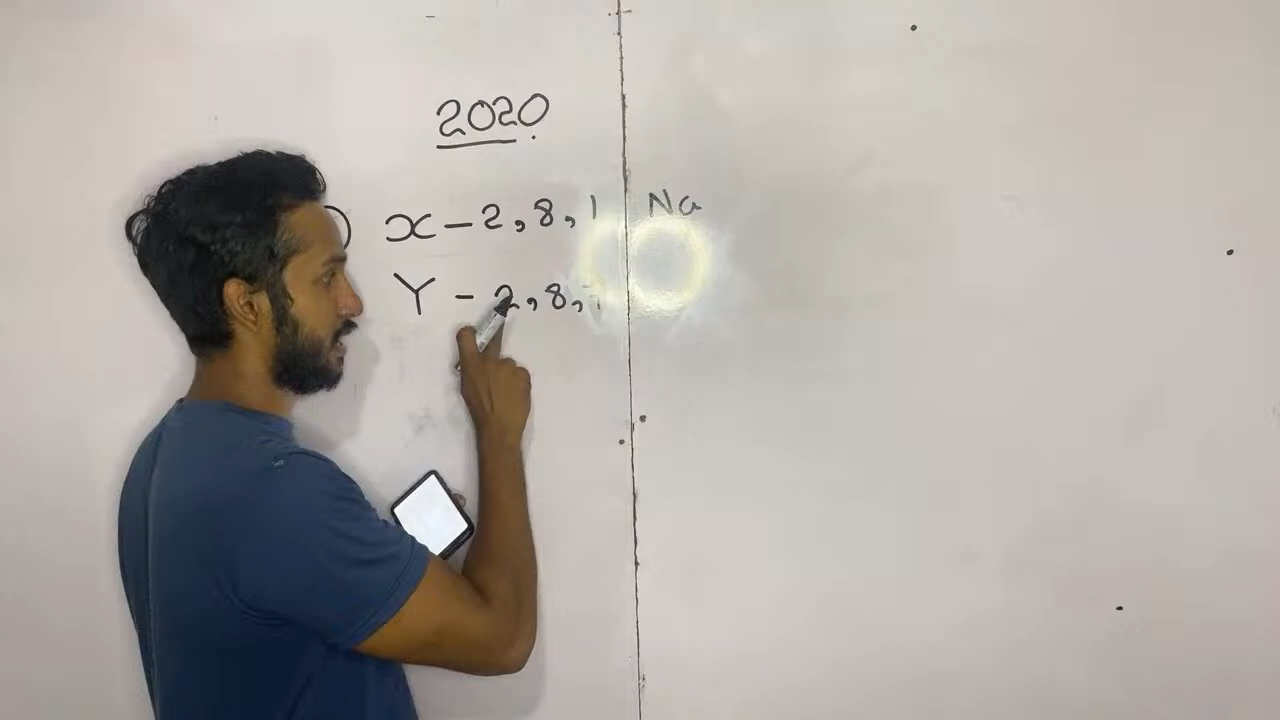 2020
) x - 2, 8, 1 Na
Y - 2, 8,